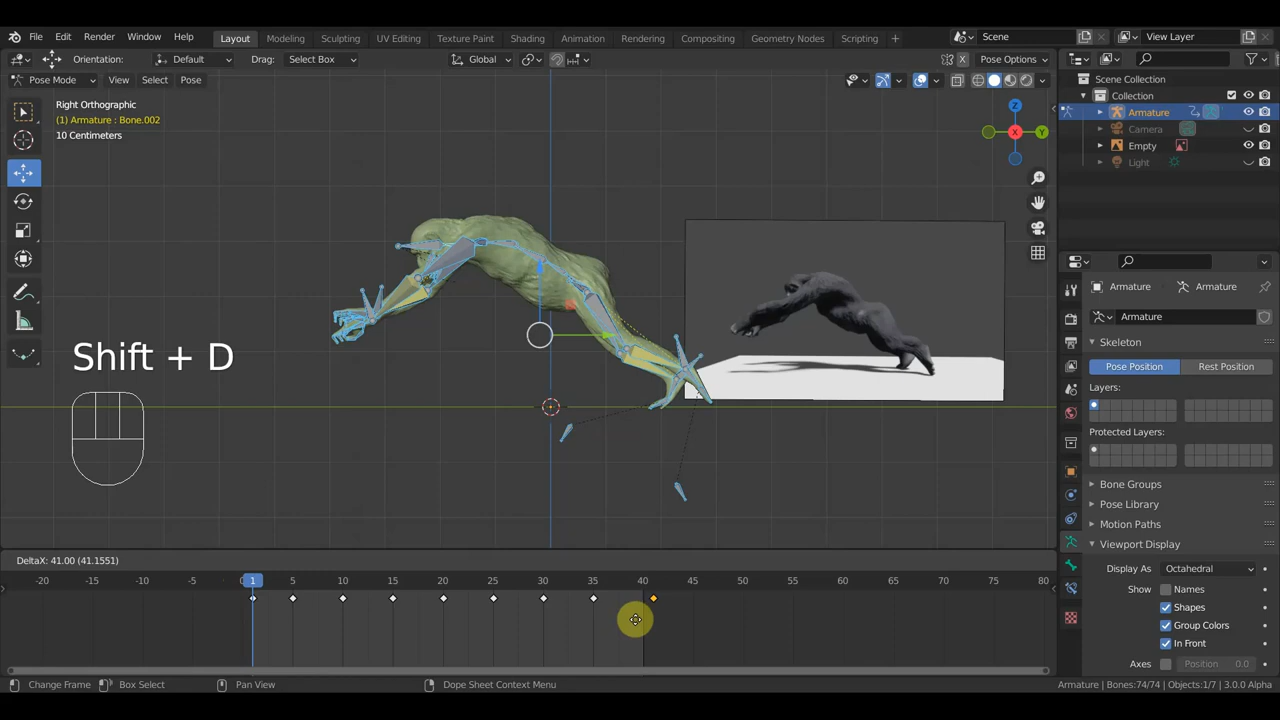 File Edit Render Window Help Layout Modeling Sculpting UV Editing Texture Paint Shading Animation Rendering Compositing Geometry Nodes Scripting + Scene View Layer
Orientation: Default Drag: Select Box Global X Pose Options
Pose Mode View Select Pose
Right Orthographic
(1) Armature : Bone.002
10 Centimeters
Z
X
Y
Scene Collection
Collection
Armature
Camera
Empty
Light
Armature Armature
Armature
Skeleton
Pose Position Rest Position
Layers:
Protected Layers:
Bone Groups
Pose Library
Motion Paths
Viewport Display
Display As Octahedral
Names
Shapes
Group Colors
In Front
Axes Position 0.0
Shift + D
DeltaX: 41.00 (41.1551)
-20 -15 -10 -5 0 1 5 10 15 20 25 30 35 40 45 50 55 60 65 70 75 80
Change Frame Box Select Pan View Dope Sheet Context Menu Armature | Bones:74/74 | Objects:1/7 | 3.0.0 Alpha